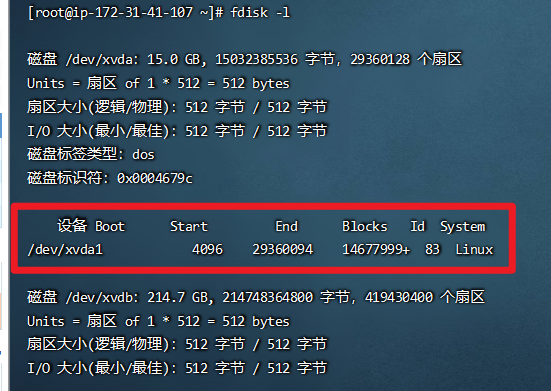 [root@ip-172-31-41-107 ~]# fdisk -l
磁盘 /dev/xvda: 15.0 GB, 15032385536 字节, 29360128 个扇区
Units = 扇区 of 1 * 512 = 512 bytes
扇区大小(逻辑/物理): 512 字节 / 512 字节
I/O 大小(最小/最佳): 512 字节 / 512 字节
磁盘标签类型: dos
磁盘标识符: 0x0004679c
设备 Boot Start End Blocks Id System
/dev/xvda1 4096 29360094 14677999+ 83 Linux
磁盘 /dev/xvdb: 214.7 GB, 214748364800 字节, 419430400 个扇区
Units = 扇区 of 1 * 512 = 512 bytes
扇区大小(逻辑/物理): 512 字节 / 512 字节
I/O 大小(最小/最佳): 512 字节 / 512 字节